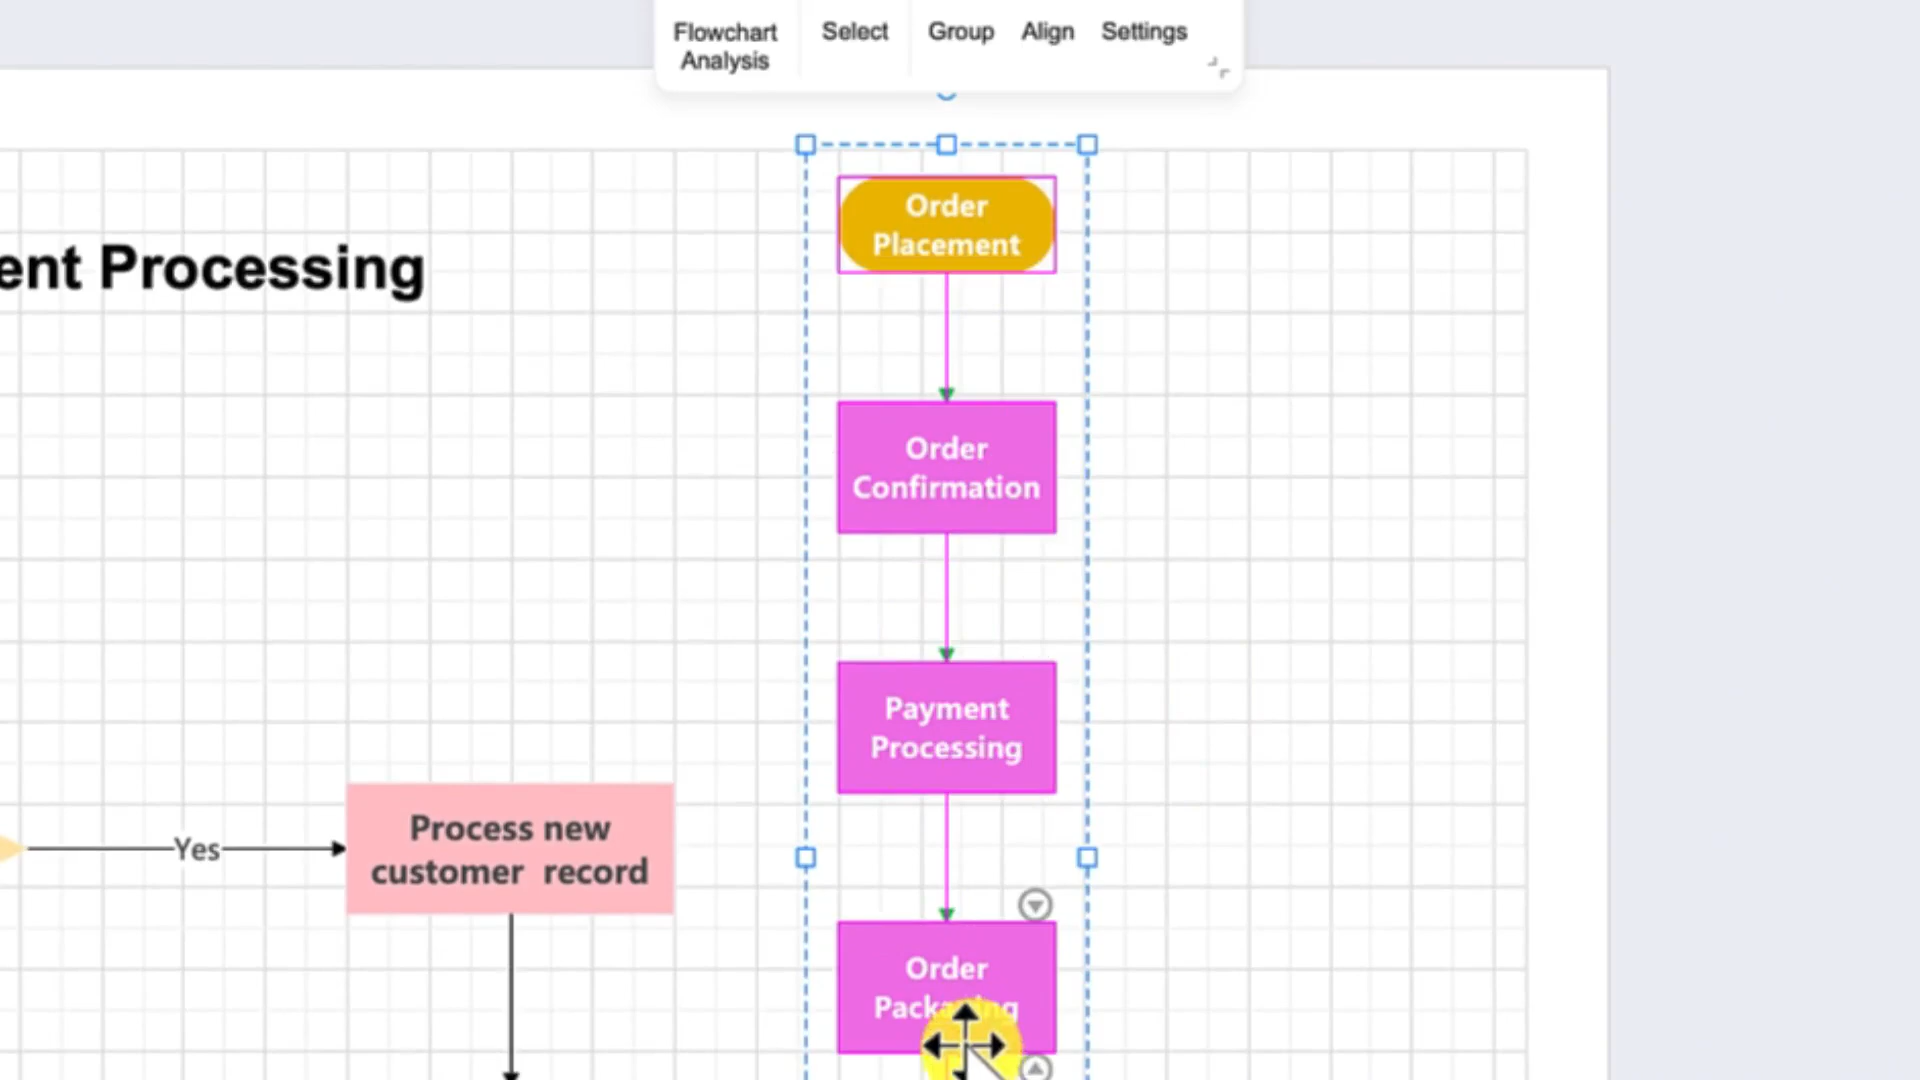 Flowchart
Analysis
Select
Group
Align
Settings
Order
Placement
ent Processing
Order
Confirmation
Payment
Processing
Yes
Process new
customer record
Order